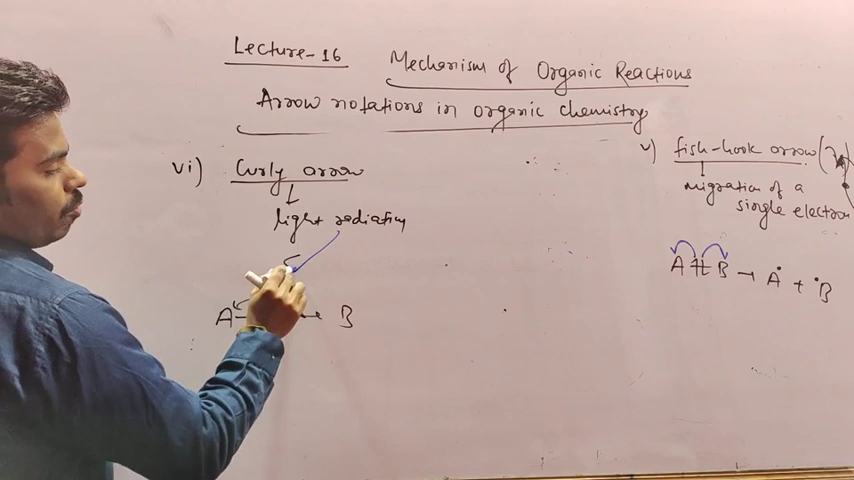 Lecture-16
Mechanism of Organic Reactions
Arrow notations in organic chemistry
vi) Curly arrow
light radiation
A B
v) fish-hook arrow
migration of a
single electron
A B → A• + •B